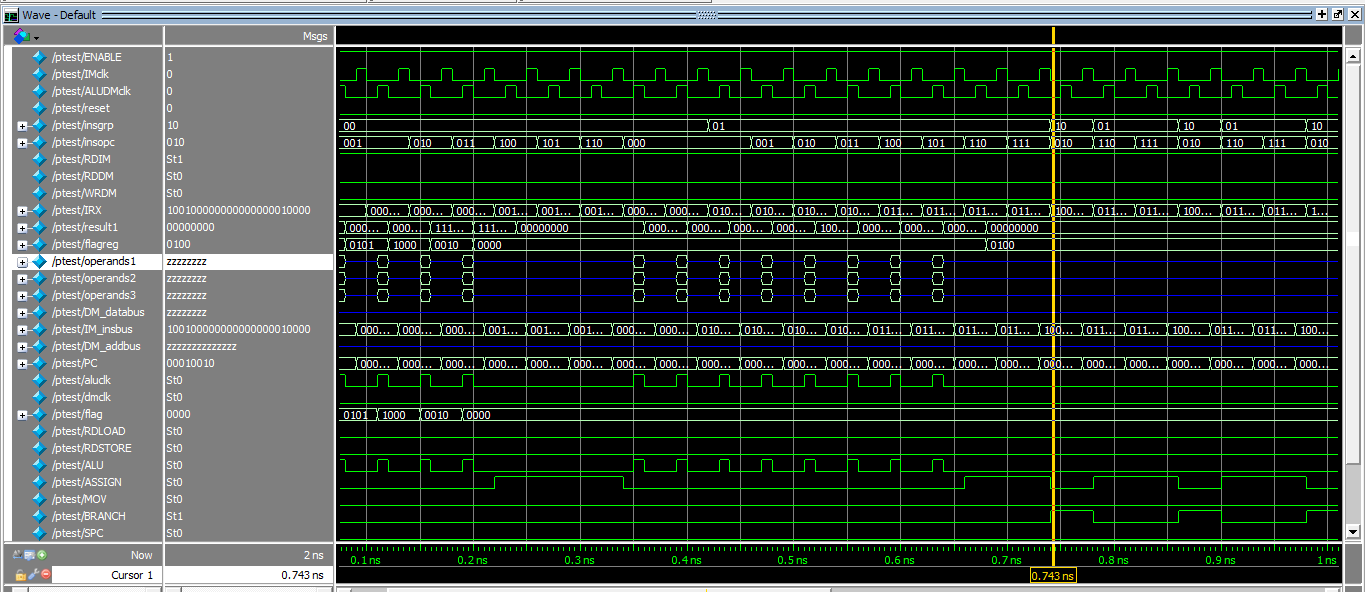 Wave - Default
Msgs
/ptest/ENABLE 1
/ptest/IMclk 0
/ptest/ALUDMclk 0
/ptest/reset 0
/ptest/insgrp 10 00 01 10 01 10 01 10
/ptest/insopc 010 001 010 011 100 101 110 000 001 010 011 100 101 110 111 010 110 111 010 110 111 010
/ptest/RDIM St1
/ptest/RDDM St0
/ptest/WRDM St0
/ptest/IRX 100100000000000000010000 000... 000... 000... 001... 001... 001... 000... 000... 010... 010... 010... 010... 011... 011... 011... 011... 100... 011... 011... 100... 011... 011... 1...
/ptest/result1 00000000 000... 000... 111... 111... 00000000 000... 000... 000... 000... 100... 000... 000... 000... 00000000
/ptest/flagreg 0100 0101 1000 0010 0000 0100
/ptest/operands1 zzzzzzzz
/ptest/operands2 zzzzzzzz
/ptest/operands3 zzzzzzzz
/ptest/DM_databus zzzzzzzz
/ptest/IM_insbus 100100000000000000010000 000... 000... 000... 001... 001... 001... 000... 000... 010... 010... 010... 010... 011... 011... 011... 011... 100... 011... 011... 100... 011... 011... 100...
/ptest/DM_addbus zzzzzzzzzzzzzz
/ptest/PC 00010010 000... 000... 000... 000... 000... 000... 000... 000... 000... 000... 000... 000... 000... 000... 000... 000... 000... 000... 000... 000... 000... 000... 000...
/ptest/aluclk St0
/ptest/dmclk St0
/ptest/flag 0000 0101 1000 0010 0000
/ptest/RDLOAD St0
/ptest/RDSTORE St0
/ptest/ALU St0
/ptest/ASSIGN St0
/ptest/MOV St0
/ptest/BRANCH St1
/ptest/SPC St0
Now 2 ns 0.1 ns 0.2 ns 0.3 ns 0.4 ns 0.5 ns 0.6 ns 0.7 ns 0.8 ns 0.9 ns 1 ns
Cursor 1 0.743 ns 0.743 ns